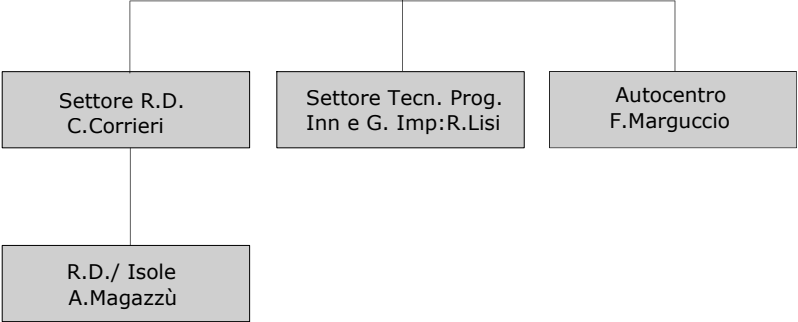 Settore R.D.
C.Corrieri
Settore Tecn. Prog.
Inn e G. Imp:R.Lisi
Autocentro
F.Marguccio
R.D./ Isole
A.Magazzù